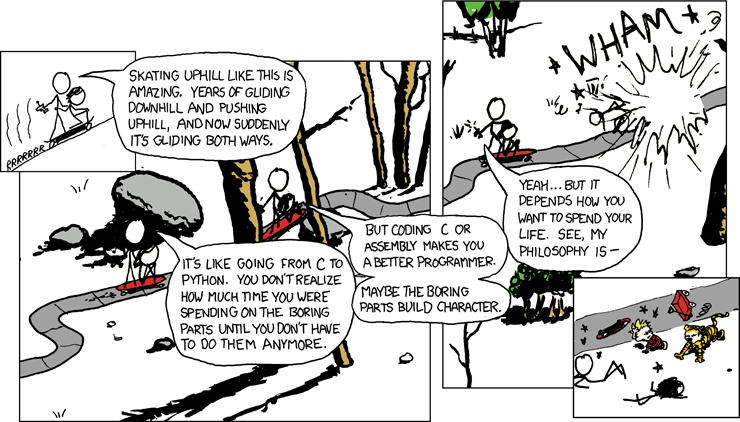 SKATING UPHILL LIKE THIS IS
AMAZING. YEARS OF GLIDING
DOWNHILL AND PUSHING
UPHILL, AND NOW SUDDENLY
IT'S GLIDING BOTH WAYS.
RRRRRRR
IT'S LIKE GOING FROM C TO
PYTHON. YOU DON'T REALIZE
HOW MUCH TIME YOU WERE
SPENDING ON THE BORING
PARTS UNTIL YOU DON'T HAVE
TO DO THEM ANYMORE.
BUT CODING C OR
ASSEMBLY MAKES YOU
A BETTER PROGRAMMER.
MAYBE THE BORING
PARTS BUILD CHARACTER.
YEAH... BUT IT
DEPENDS HOW YOU
WANT TO SPEND YOUR
LIFE. SEE, MY
PHILOSOPHY IS—
WHAM